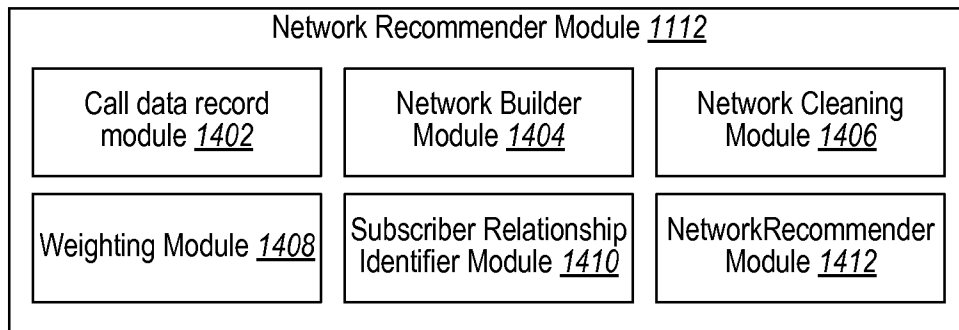 Network Recommender Module 1112
Call data record
module 1402
Network Builder
Module 1404
Network Cleaning
Module 1406
Weighting Module 1408
Subscriber Relationship
Identifier Module 1410
NetworkRecommender
Module 1412